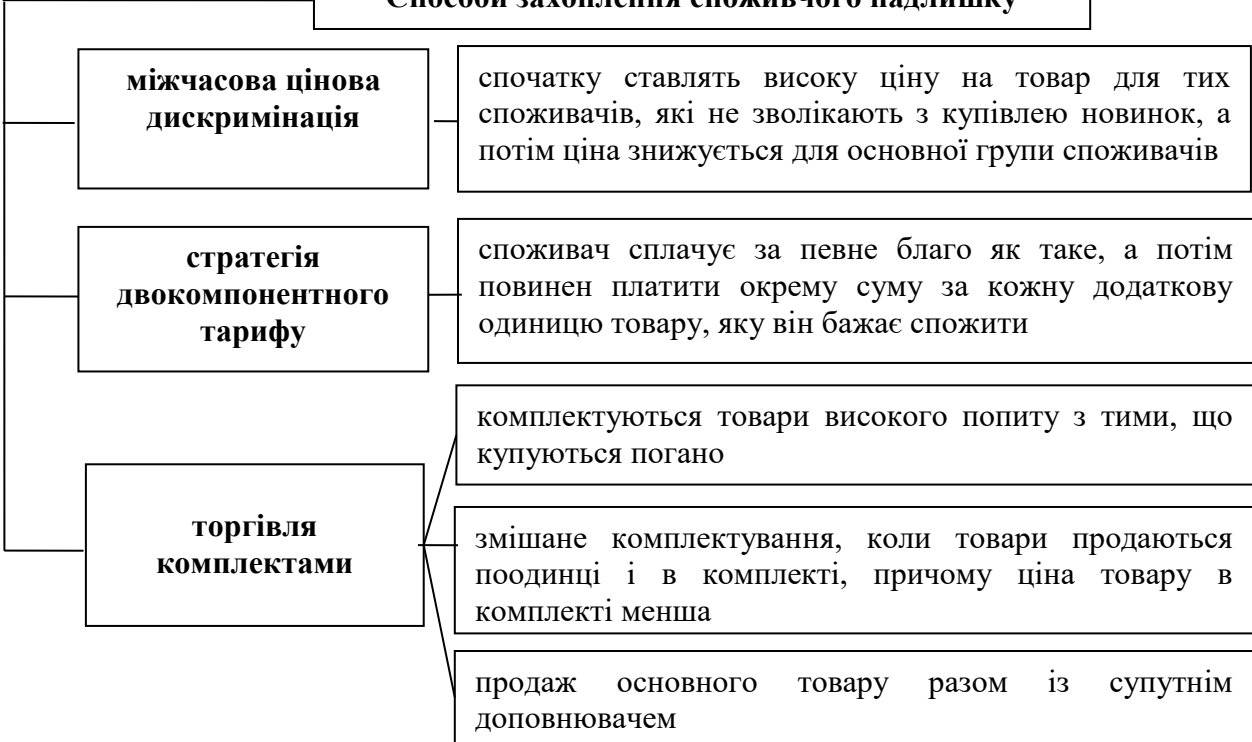 Способи захоплення споживчого надлишку
міжчасова цінова
дискримінація
спочатку ставлять високу ціну на товар для тих
споживачів, які не зволікають з купівлею новинок, а
потім ціна знижується для основної групи споживачів
стратегія
двокомпонентного
тарифу
споживач сплачує за певне благо як таке, а потім
повинен платити окрему суму за кожну додаткову
одиницю товару, яку він бажає спожити
торгівля
комплектами
комплектуються товари високого попиту з тими, що
купуються погано
змішане комплектування, коли товари продаються
поодинці і в комплекті, причому ціна товару в
комплекті менша
продаж основного товару разом із супутнім
доповнювачем